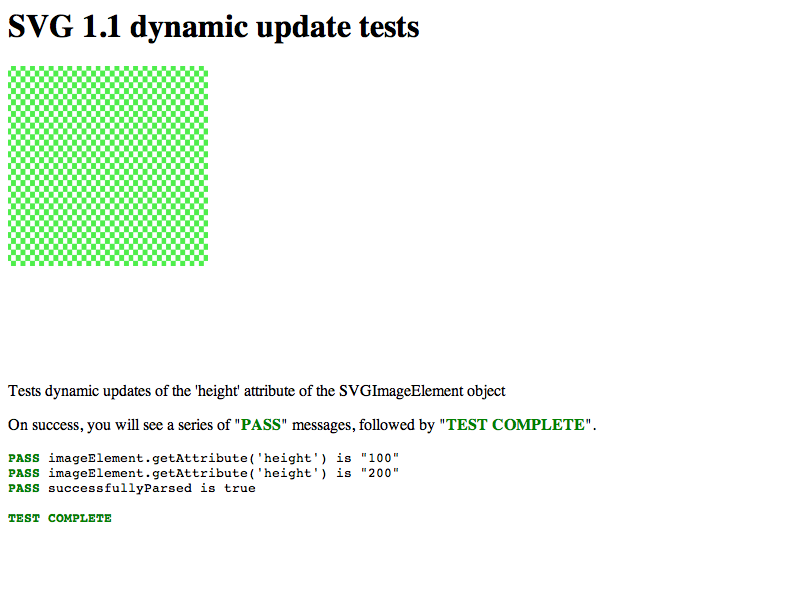 SVG 1.1 dynamic update tests
Tests dynamic updates of the 'height' attribute of the SVGImageElement object
On success, you will see a series of "PASS" messages, followed by "TEST COMPLETE".
PASS imageElement.getAttribute('height') is "100"
PASS imageElement.getAttribute('height') is "200"
PASS successfullyParsed is true
TEST COMPLETE